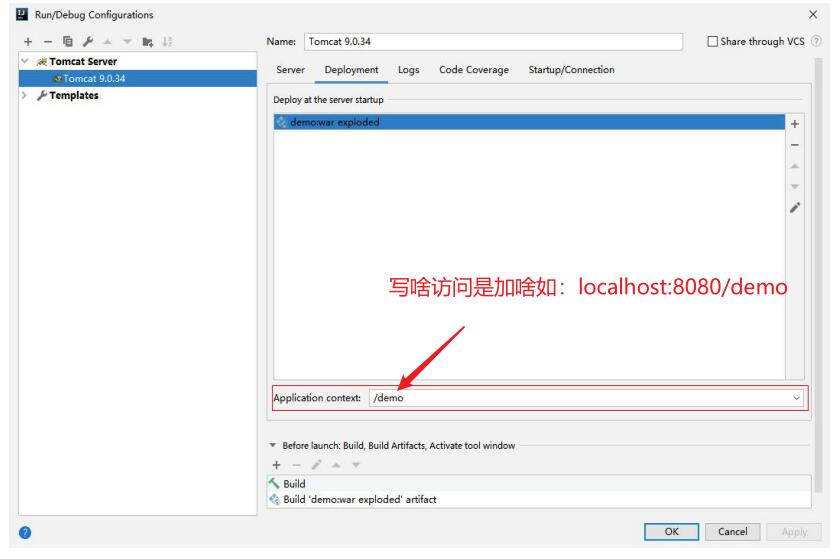 Run/Debug Configurations
Name: Tomcat 9.0.34
Share through VCS
Tomcat Server
Tomcat 9.0.34
Templates
Server Deployment Logs Code Coverage Startup/Connection
Deploy at the server startup
demo:war exploded
写啥访问是加啥如：localhost:8080/demo
Application context: /demo
Before launch: Build, Build Artifacts, Activate tool window
Build
Build 'demo:war exploded' artifact
OK Cancel Apply